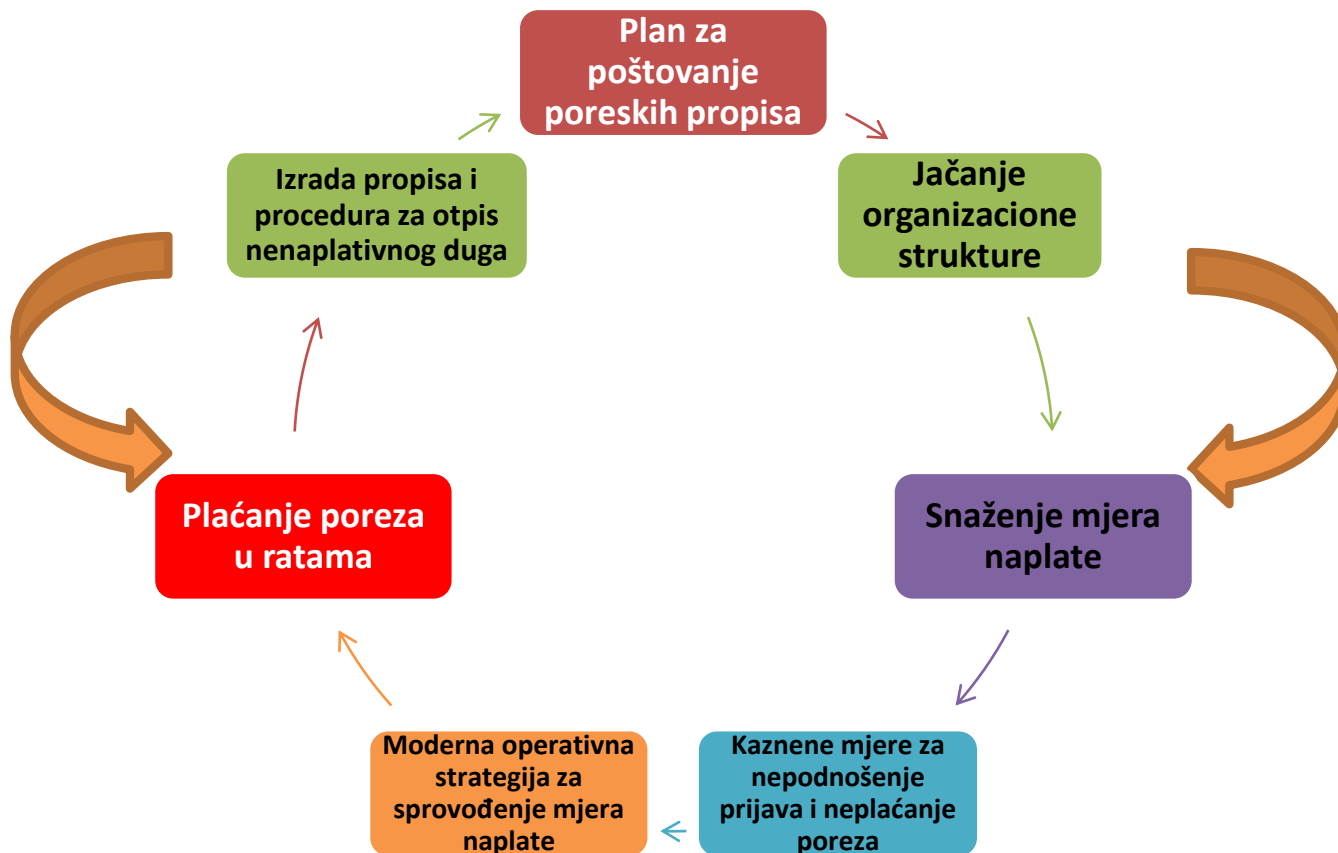 Plan za
poštovanje
poreskih propisa
Jačanje
organizacione
strukture
Snaženje mjera
naplate
Kaznene mjere za
nepodnošenje
prijava i neplaćanje
poreza
Moderna operativna
strategija za
sprovođenje mjera
naplate
Plaćanje poreza
u ratama
Izrada propisa i
procedura za otpis
nenaplativnog duga